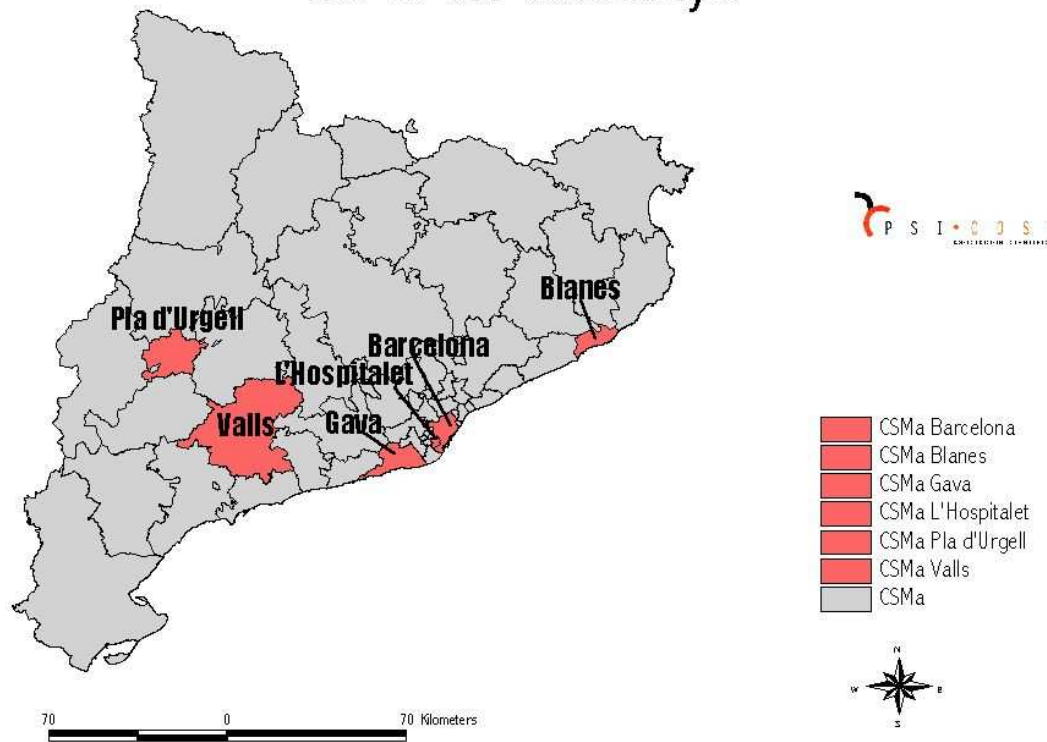 Blanes
Pla d'Urgell
Barcelona
L'Hospitalet
Valls
Gava
P S I • C O S
CSMa Barcelona
CSMa Blanes
CSMa Gava
CSMa L'Hospitalet
CSMa Pla d'Urgell
CSMa Valls
CSMa
N
W E
S
70 0 70 Kilometers